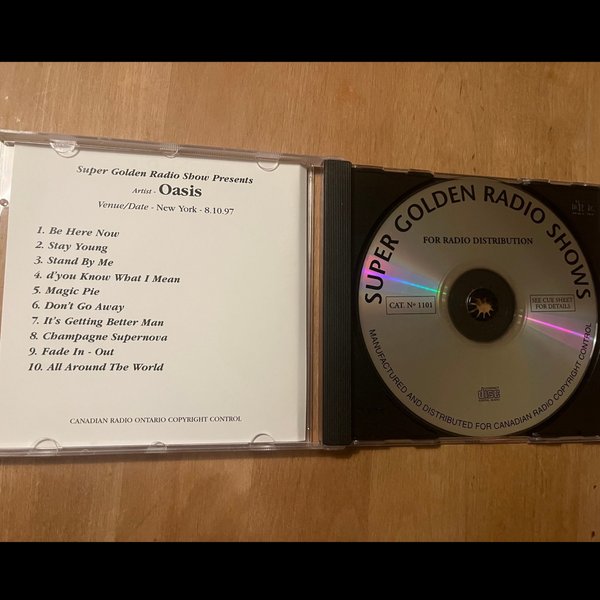 Super Golden Radio Show Presents
Artist - Oasis
Venue/Date - New York - 8.10.97
1. Be Here Now
2. Stay Young
3. Stand By Me
4. d'you Know What I Mean
5. Magic Pie
6. Don't Go Away
7. It's Getting Better Man
8. Champagne Supernova
9. Fade In - Out
10. All Around The World
CANADIAN RADIO ONTARIO COPYRIGHT CONTROL
SUPER GOLDEN RADIO SHOWS
FOR RADIO DISTRIBUTION
CAT. Nº 1101
SEE CUE SHEET
FOR DETAILS
MANUFACTURED AND DISTRIBUTED FOR CANADIAN RADIO COPYRIGHT CONTROL
disc